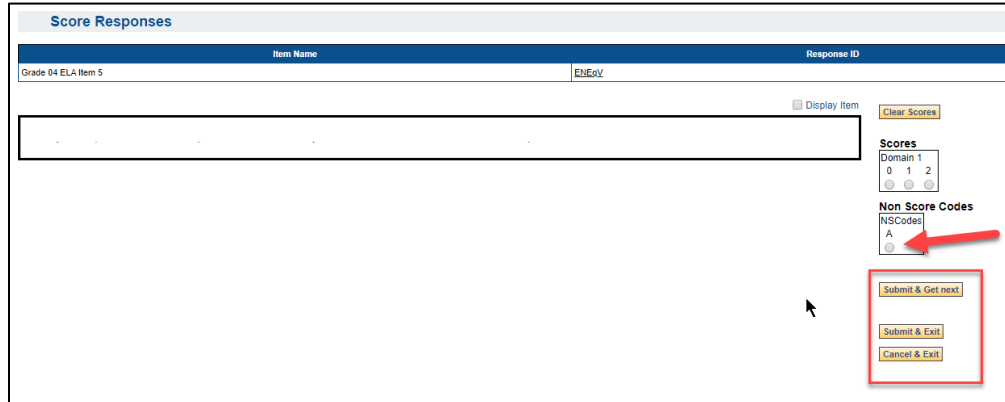 Score Responses
Item Name Response ID
Grade 04 ELA Item 5 ENEqV
Display Item
Clear Scores
Scores
Domain 1
0 1 2
Non Score Codes
NSCodes
A
Submit & Get next
Submit & Exit
Cancel & Exit